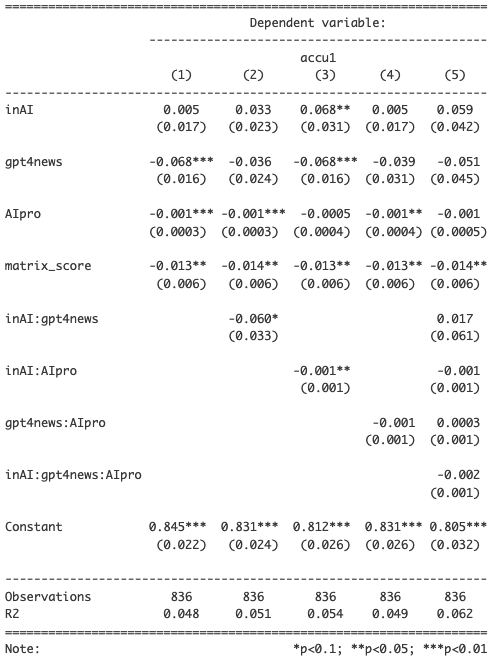 ==========================================================
Dependent variable:
----------------------------------------
accu1
(1) (2) (3) (4) (5)
----------------------------------------------------------
inAI 0.005 0.033 0.068** 0.005 0.059
(0.017) (0.023) (0.031) (0.017) (0.042)
gpt4news -0.068*** -0.036 -0.068*** -0.039 -0.051
(0.016) (0.024) (0.016) (0.031) (0.045)
AIpro -0.001*** -0.001*** -0.0005 -0.001** -0.001
(0.0003) (0.0003) (0.0004) (0.0004) (0.0005)
matrix_score -0.013** -0.014** -0.013** -0.013** -0.014**
(0.006) (0.006) (0.006) (0.006) (0.006)
inAI:gpt4news -0.060* 0.017
(0.033) (0.061)
inAI:AIpro -0.001** -0.001
(0.001) (0.001)
gpt4news:AIpro -0.001 0.0003
(0.001) (0.001)
inAI:gpt4news:AIpro -0.002
(0.001)
Constant 0.845*** 0.831*** 0.812*** 0.831*** 0.805***
(0.022) (0.024) (0.026) (0.026) (0.032)
----------------------------------------------------------
Observations 836 836 836 836 836
R2 0.048 0.051 0.054 0.049 0.062
==========================================================
Note: *p<0.1; **p<0.05; ***p<0.01